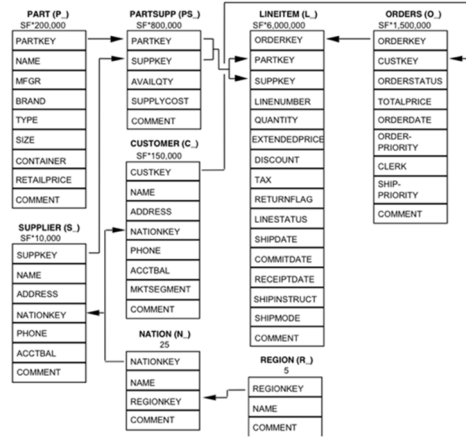 PART (P_)
SF*200,000
PARTKEY
NAME
MFGR
BRAND
TYPE
SIZE
CONTAINER
RETAILPRICE
COMMENT
SUPPLIER (S_)
SF*10,000
SUPPKEY
NAME
ADDRESS
NATIONKEY
PHONE
ACCTBAL
COMMENT
PARTSUPP (PS_)
SF*800,000
PARTKEY
SUPPKEY
AVAILQTY
SUPPLYCOST
COMMENT
CUSTOMER (C_)
SF*150,000
CUSTKEY
NAME
ADDRESS
NATIONKEY
PHONE
ACCTBAL
MKTSEGMENT
COMMENT
NATION (N_)
25
NATIONKEY
NAME
REGIONKEY
COMMENT
LINEITEM (L_)
SF*6,000,000
ORDERKEY
PARTKEY
SUPPKEY
LINENUMBER
QUANTITY
EXTENDEDPRICE
DISCOUNT
TAX
RETURNFLAG
LINESTATUS
SHIPDATE
COMMITDATE
RECEIPTDATE
SHIPINSTRUCT
SHIPMODE
COMMENT
REGION (R_)
5
REGIONKEY
NAME
COMMENT
ORDERS (O_)
SF*1,500,000
ORDERKEY
CUSTKEY
ORDERSTATUS
TOTALPRICE
ORDERDATE
ORDER-
PRIORITY
CLERK
SHIP-
PRIORITY
COMMENT